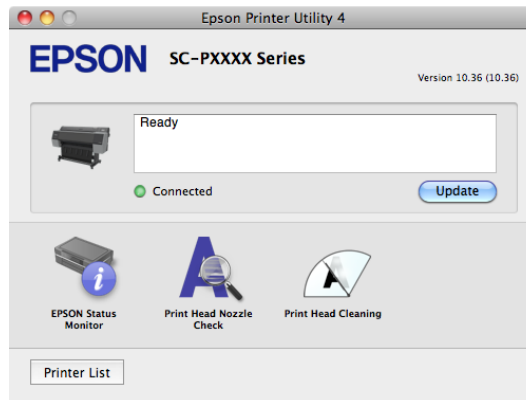 Epson Printer Utility 4
EPSON
SC-PXXXX Series
Version 10.36 (10.36)
Ready
Connected
Update
EPSON Status
Monitor
Print Head Nozzle
Check
Print Head Cleaning
Printer List